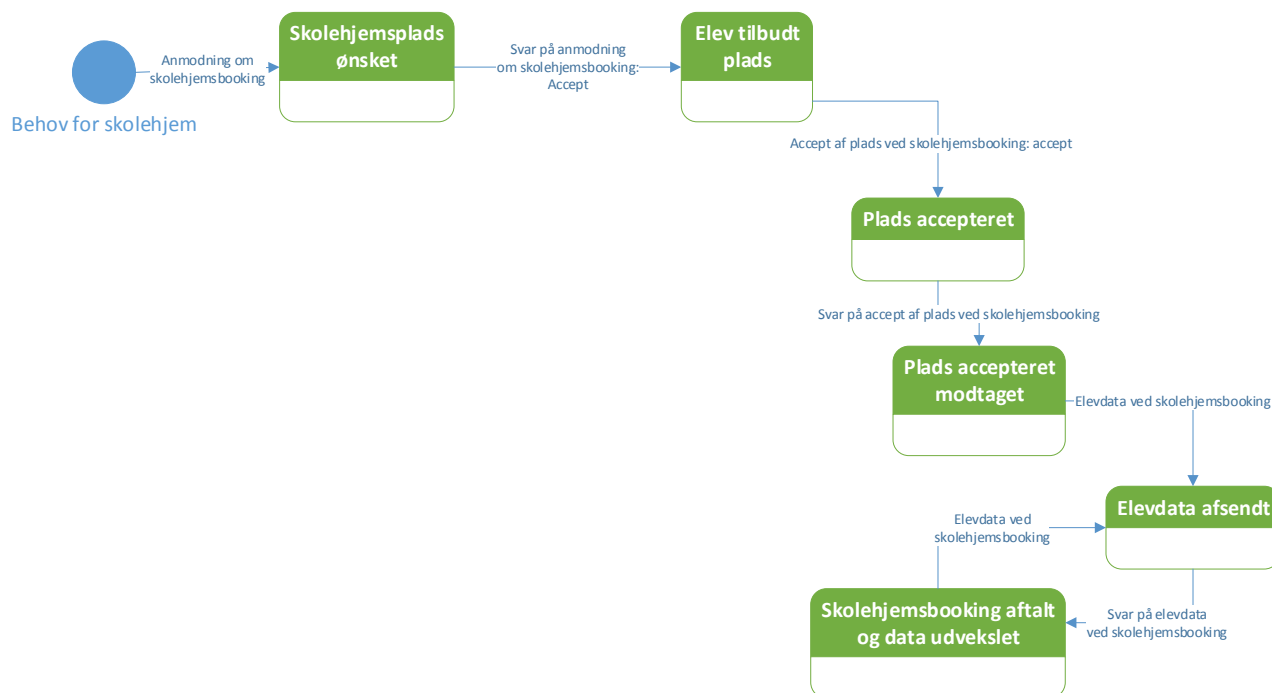 Skolehjemsplads
ønsket
Elev tilbudt
plads
Anmodning om
skolehjemsbooking
Svar på anmodning
om skolehjemsbooking:
Accept
Behov for skolehjem
Accept af plads ved skolehjemsbooking: accept
Plads accepteret
Svar på accept af plads ved skolehjemsbooking
Plads accepteret
modtaget
Elevdata ved skolehjemsbooking
Elevdata afsendt
Elevdata ved
skolehjemsbooking
Skolehjemsbooking aftalt
og data udvekslet
Svar på elevdata
ved skolehjemsbooking